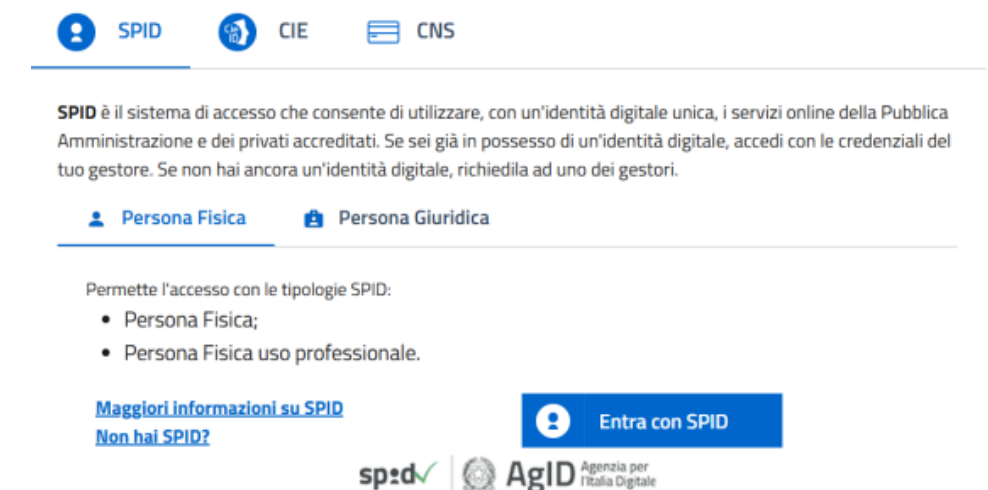 SPID CIE iD CIE CNS
SPID è il sistema di accesso che consente di utilizzare, con un'identità digitale unica, i servizi online della Pubblica
Amministrazione e dei privati accreditati. Se sei già in possesso di un'identità digitale, accedi con le credenziali del
tuo gestore. Se non hai ancora un'identità digitale, richiedila ad uno dei gestori.
Persona Fisica Persona Giuridica
Permette l'accesso con le tipologie SPID:
• Persona Fisica;
• Persona Fisica uso professionale.
Maggiori informazioni su SPID
Entra con SPID
Non hai SPID?
sp:d AgID Agenzia per
l'Italia Digitale